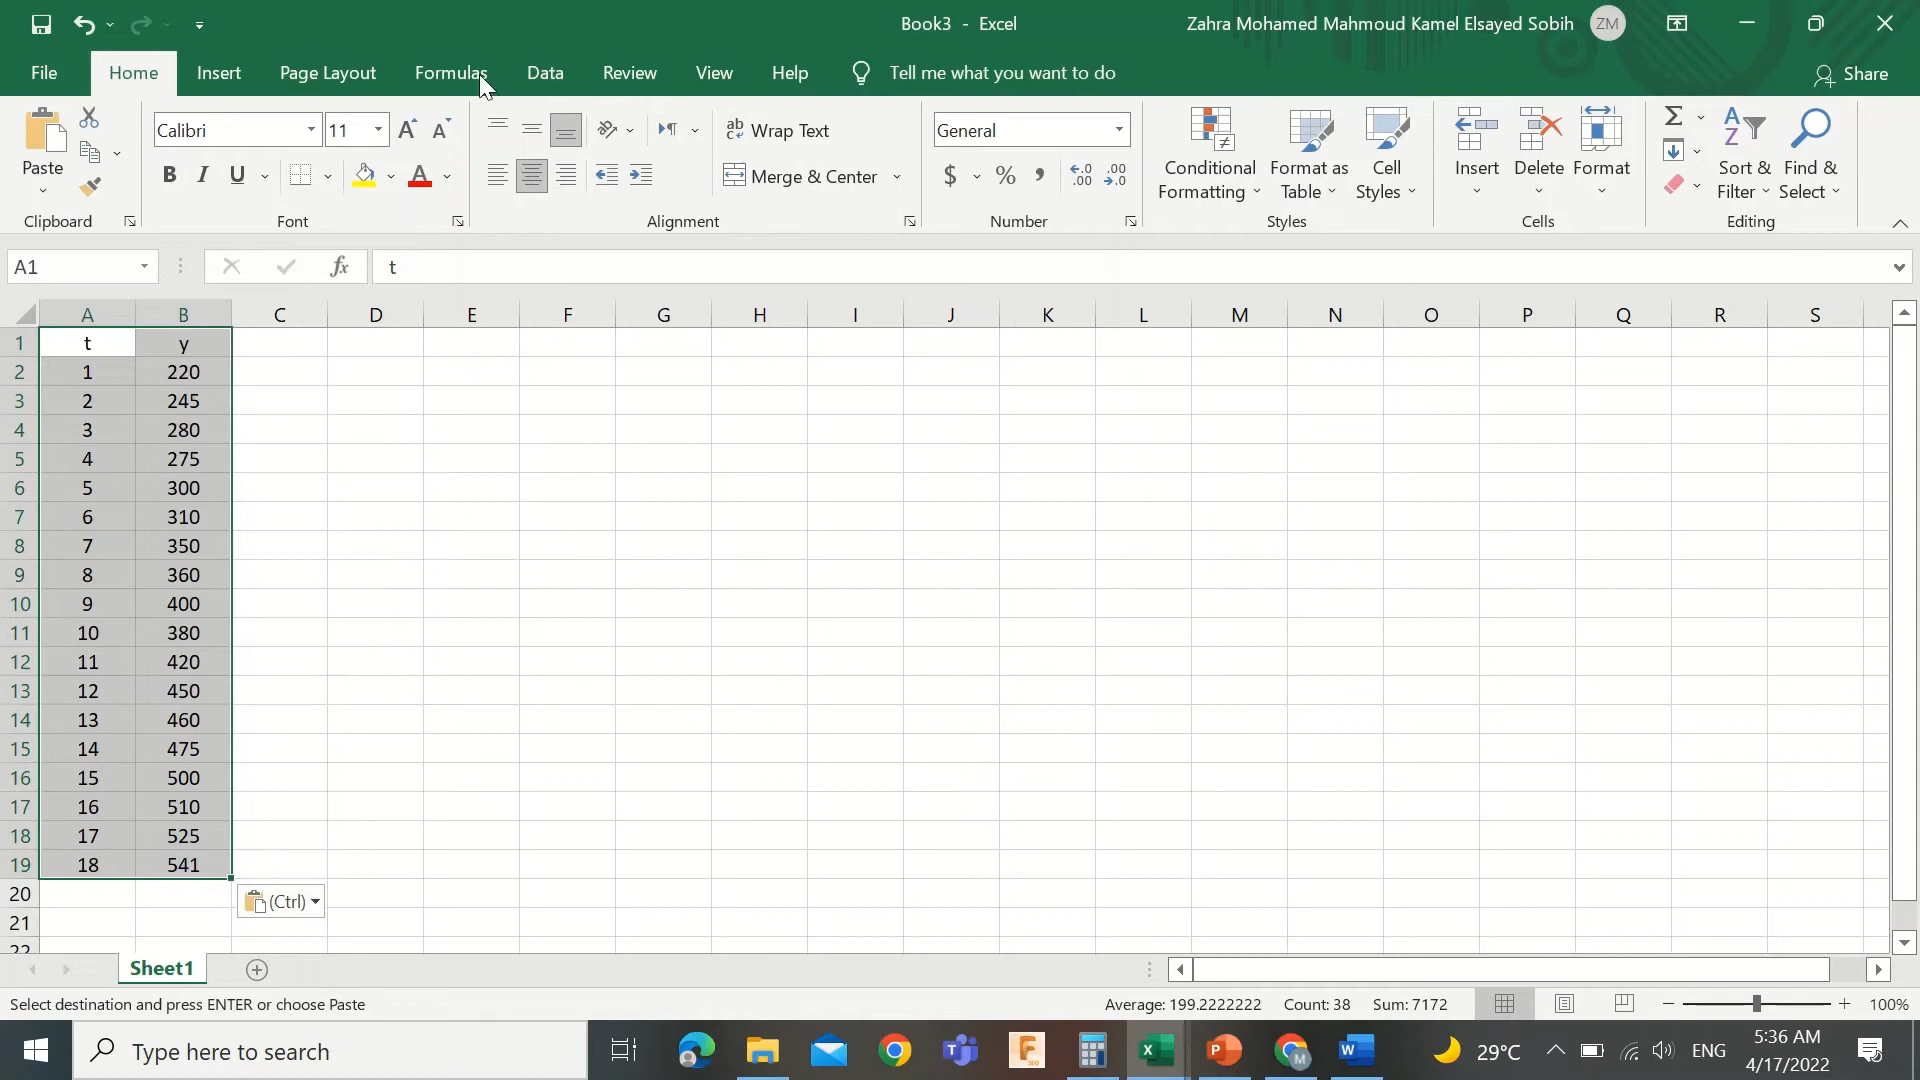 Book3 - Excel
Zahra Mohamed Mahmoud Kamel Elsayed Sobih ZM
File Home Insert Page Layout Formulas Data Review View Help Tell me what you want to do Share
Calibri 11 ab Wrap Text General
Paste
B I U A Merge & Center $ % Conditional Formatting Format as Table Cell Styles Insert Delete Format Sort & Filter Find & Select
Clipboard Font Alignment Number Styles Cells Editing
A1 fx t
A B C D E F G H I J K L M N O P Q R S
1 t y
2 1 220
3 2 245
4 3 280
5 4 275
6 5 300
7 6 310
8 7 350
9 8 360
10 9 400
11 10 380
12 11 420
13 12 450
14 13 460
15 14 475
16 15 500
17 16 510
18 17 525
19 18 541
20 (Ctrl)
21
22
Sheet1
Select destination and press ENTER or choose Paste Average: 199.2222222 Count: 38 Sum: 7172 100%
Type here to search 29°C ENG 5:36 AM
4/17/2022